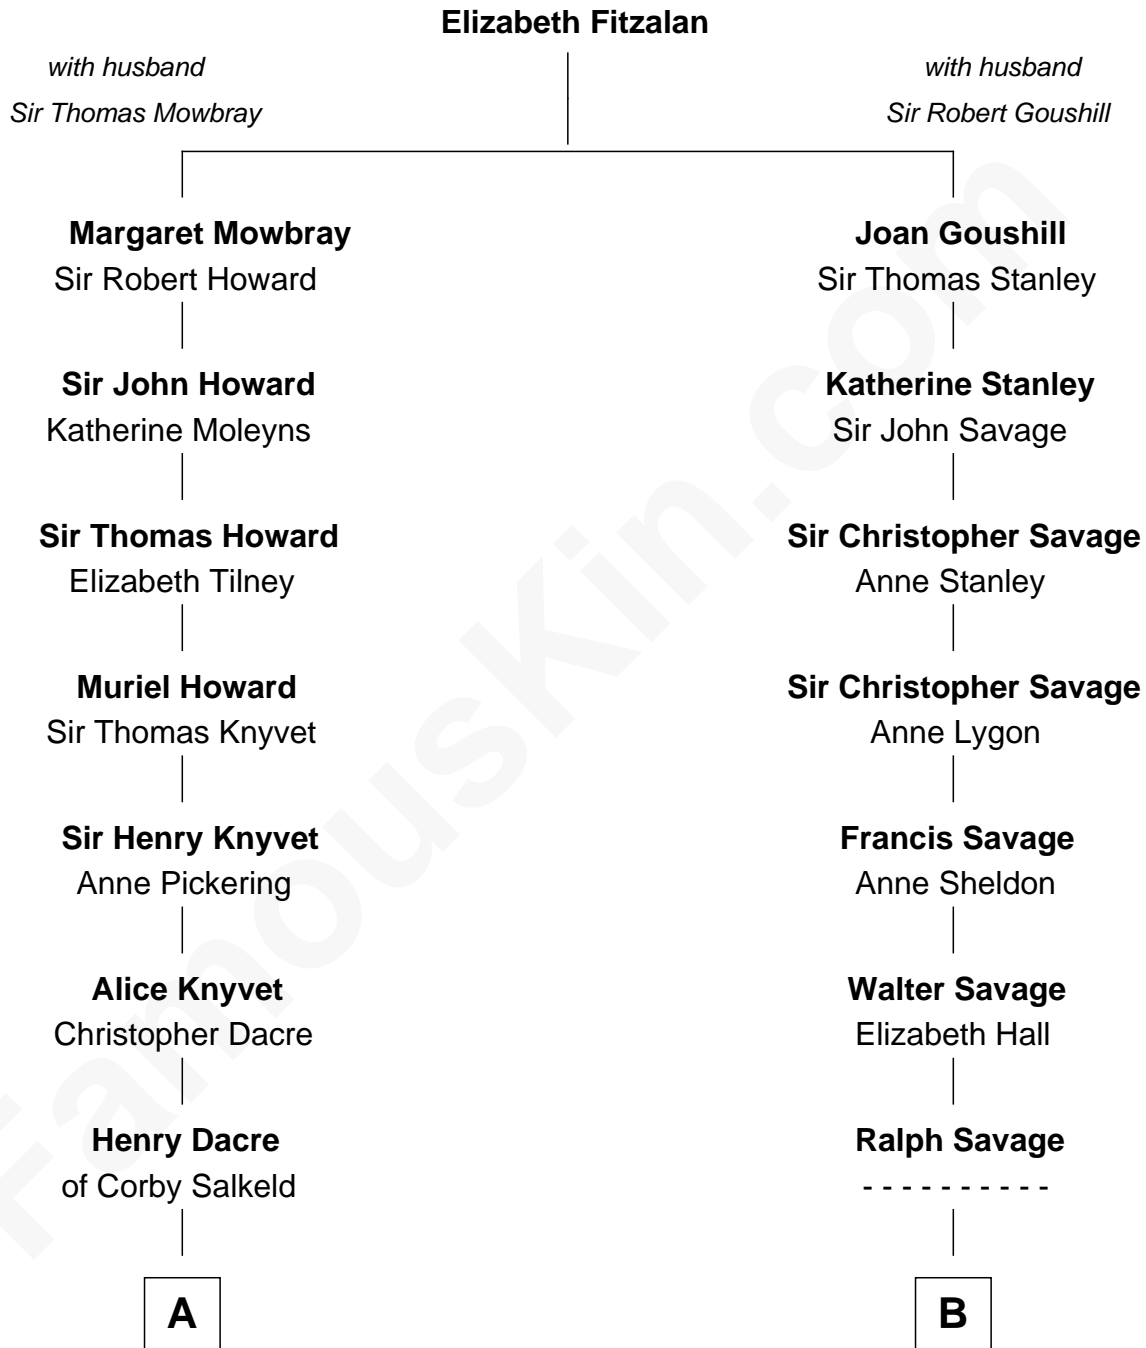 Elizabeth Fitzalan
with husband
Sir Thomas Mowbray
with husband
Sir Robert Goushill
Margaret Mowbray
Sir Robert Howard
Joan Goushill
Sir Thomas Stanley
Sir John Howard
Katherine Moleyns
Katherine Stanley
Sir John Savage
Sir Thomas Howard
Elizabeth Tilney
Sir Christopher Savage
Anne Stanley
Muriel Howard
Sir Thomas Knyvet
Sir Christopher Savage
Anne Lygon
Sir Henry Knyvet
Anne Pickering
Francis Savage
Anne Sheldon
Alice Knyvet
Christopher Dacre
Walter Savage
Elizabeth Hall
Henry Dacre
of Corby Salkeld
Ralph Savage
- - - - - - - - - -
A
B
FamousKin.com